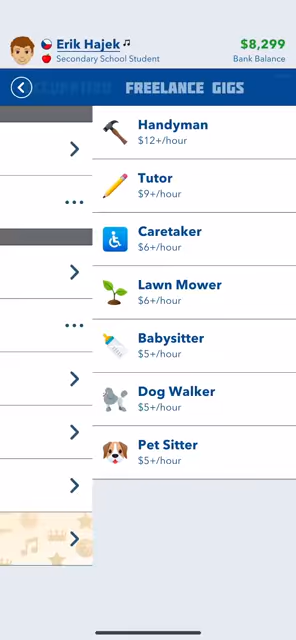 Erik Hajek
$8,299
Secondary School Student
Bank Balance
FREELANCE GIGS
Handyman
$12+/hour
Tutor
$9+/hour
Caretaker
$6+/hour
Lawn Mower
$6+/hour
Babysitter
$5+/hour
Dog Walker
$5+/hour
Pet Sitter
$5+/hour